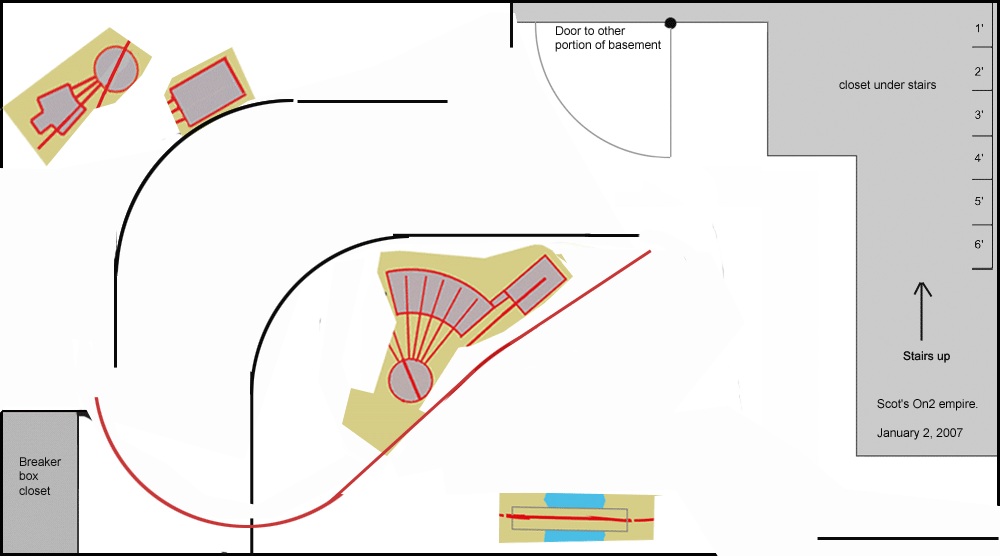 Door to other
portion of basement
1'
2'
closet under stairs
3'
4'
5'
6'
Stairs up
Scot's On2 empire.
January 2, 2007
Breaker
box
closet